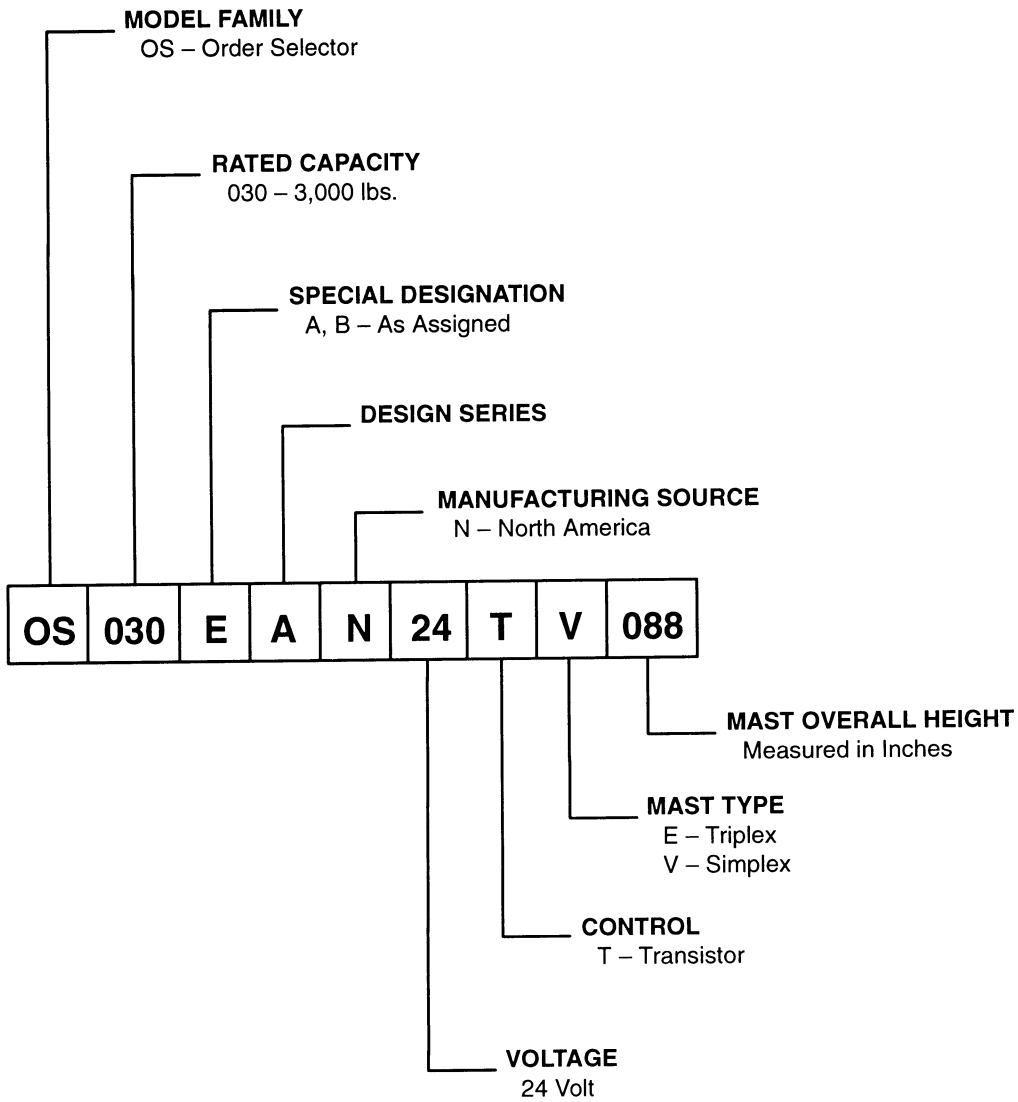 MODEL FAMILY
OS – Order Selector
RATED CAPACITY
030 – 3,000 lbs.
SPECIAL DESIGNATION
A, B – As Assigned
DESIGN SERIES
MANUFACTURING SOURCE
N – North America
OS 030 E A N 24 T V 088
MAST OVERALL HEIGHT
Measured in Inches
MAST TYPE
E – Triplex
V – Simplex
CONTROL
T – Transistor
VOLTAGE
24 Volt